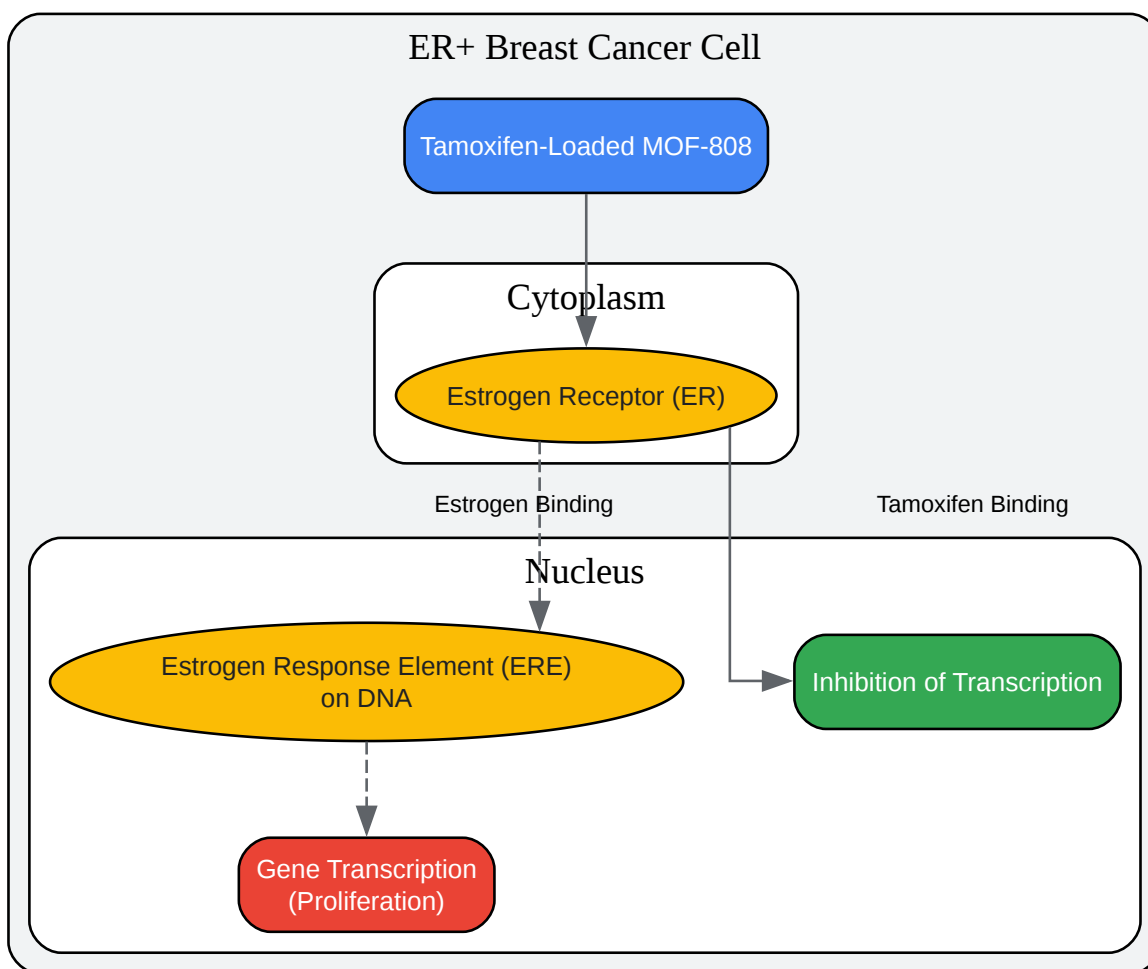 ER+ Breast Cancer Cell
Tamoxifen-Loaded MOF-808
Cytoplasm
Estrogen Receptor (ER)
Estrogen Binding
Tamoxifen Binding
Nucleus
Estrogen Response Element (ERE)
on DNA
Inhibition of Transcription
Gene Transcription
(Proliferation)